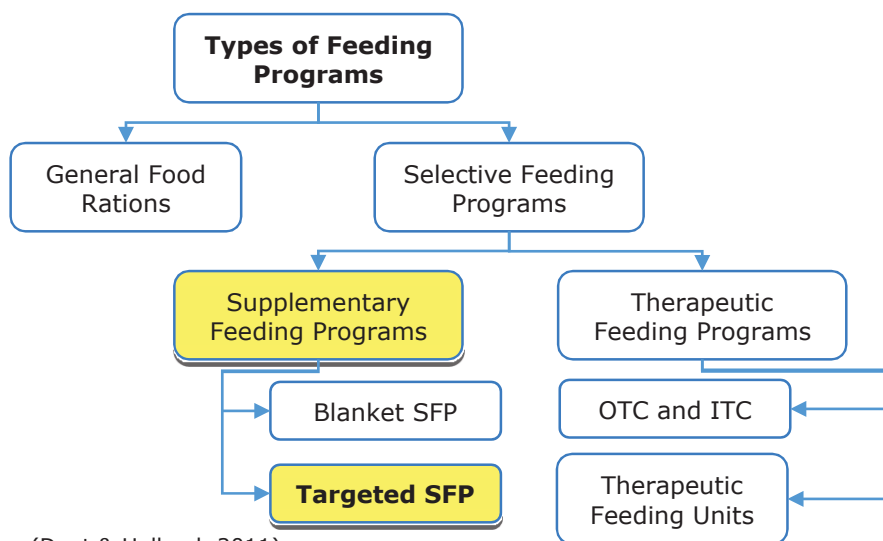 Types of Feeding
Programs
General Food
Rations
Selective Feeding
Programs
Supplementary
Feeding Programs
Therapeutic
Feeding Programs
Blanket SFP
OTC and ITC
Targeted SFP
Therapeutic
Feeding Units
2011)